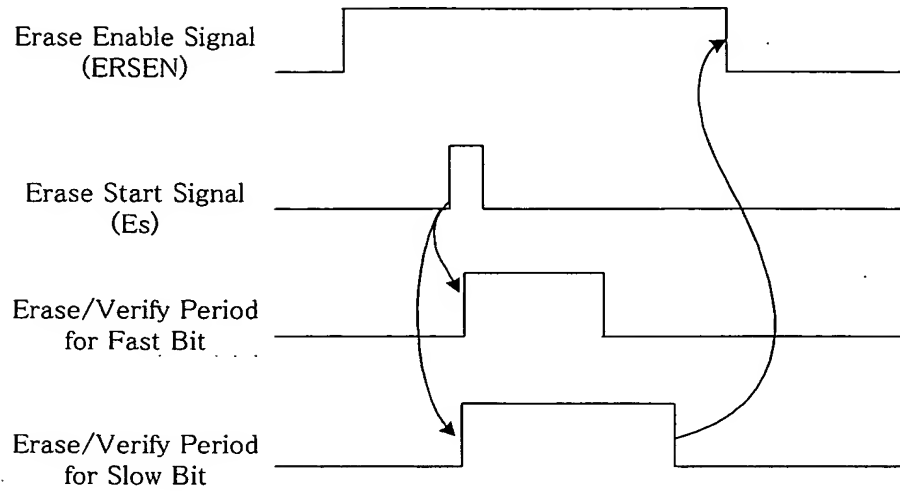 Erase Enable Signal
(ERSEN)
Erase Start Signal
(Es)
Erase/Verify Period
for Fast Bit
Erase/Verify Period
for Slow Bit